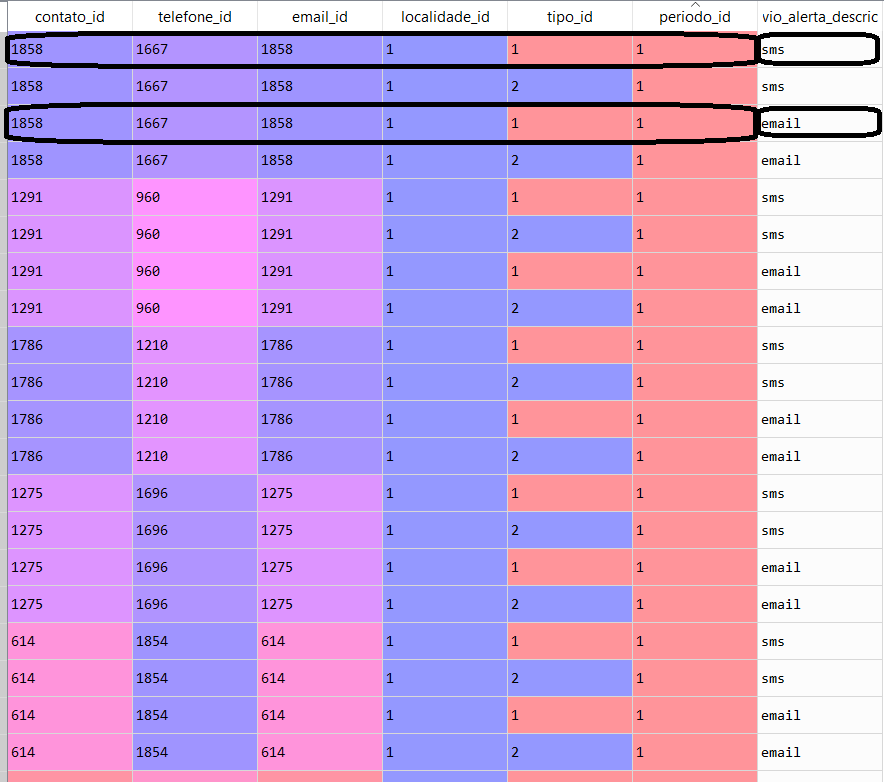 contato_id telefone_id email_id localidade_id tipo_id periodo_id vio_alerta_descric
1858 1667 1858 1 1 1 sms
1858 1667 1858 1 2 1 sms
1858 1667 1858 1 1 1 email
1858 1667 1858 1 2 1 email
1291 960 1291 1 1 1 sms
1291 960 1291 1 2 1 sms
1291 960 1291 1 1 1 email
1291 960 1291 1 2 1 email
1786 1210 1786 1 1 1 sms
1786 1210 1786 1 2 1 sms
1786 1210 1786 1 1 1 email
1786 1210 1786 1 2 1 email
1275 1696 1275 1 1 1 sms
1275 1696 1275 1 2 1 sms
1275 1696 1275 1 1 1 email
1275 1696 1275 1 2 1 email
614 1854 614 1 1 1 sms
614 1854 614 1 2 1 sms
614 1854 614 1 1 1 email
614 1854 614 1 2 1 email